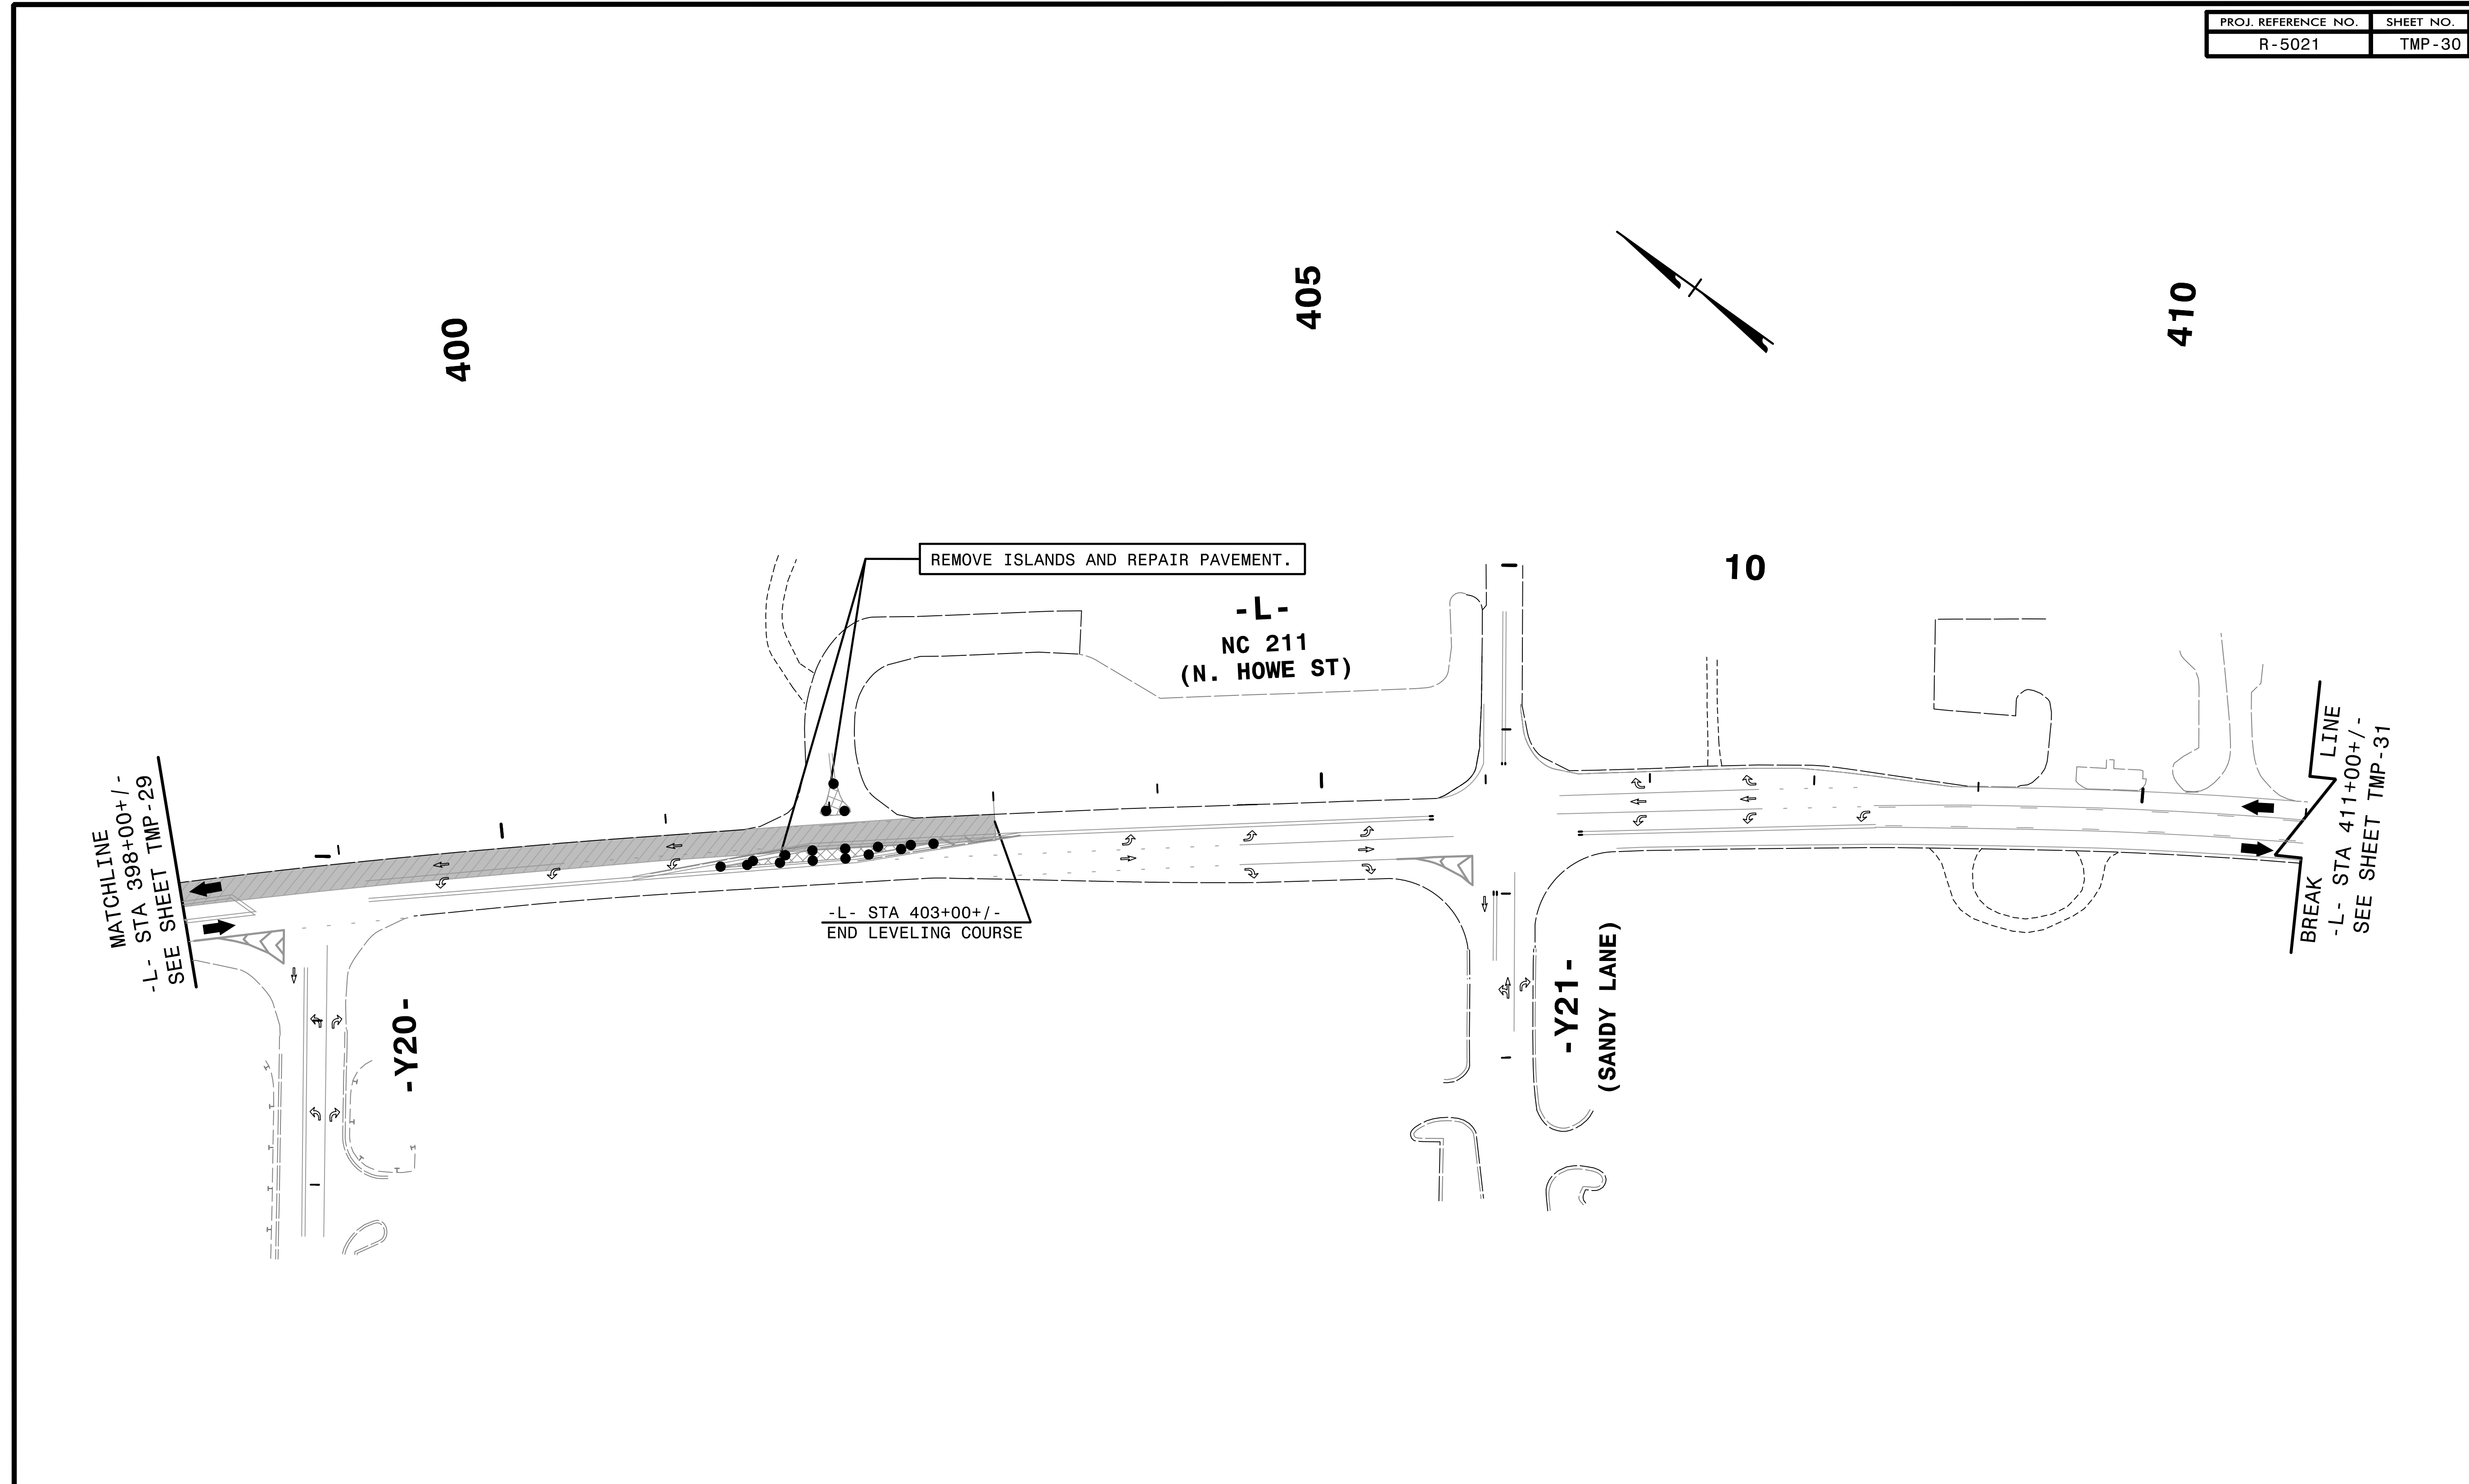 PROJ. REFERENCE NO. SHEET NO.
R-5021 TMP-30
400
405
410
REMOVE ISLANDS AND REPAIR PAVEMENT.
10
-L-
NC 211
(N. HOWE ST)
MATCHLINE
-L- STA 398+00+/-
SEE SHEET TMP-29
-L- STA 403+00+/-
END LEVELING COURSE
BREAK LINE
-L- STA 411+00+/-
SEE SHEET TMP-31
-Y20-
-Y21-
(SANDY LANE)